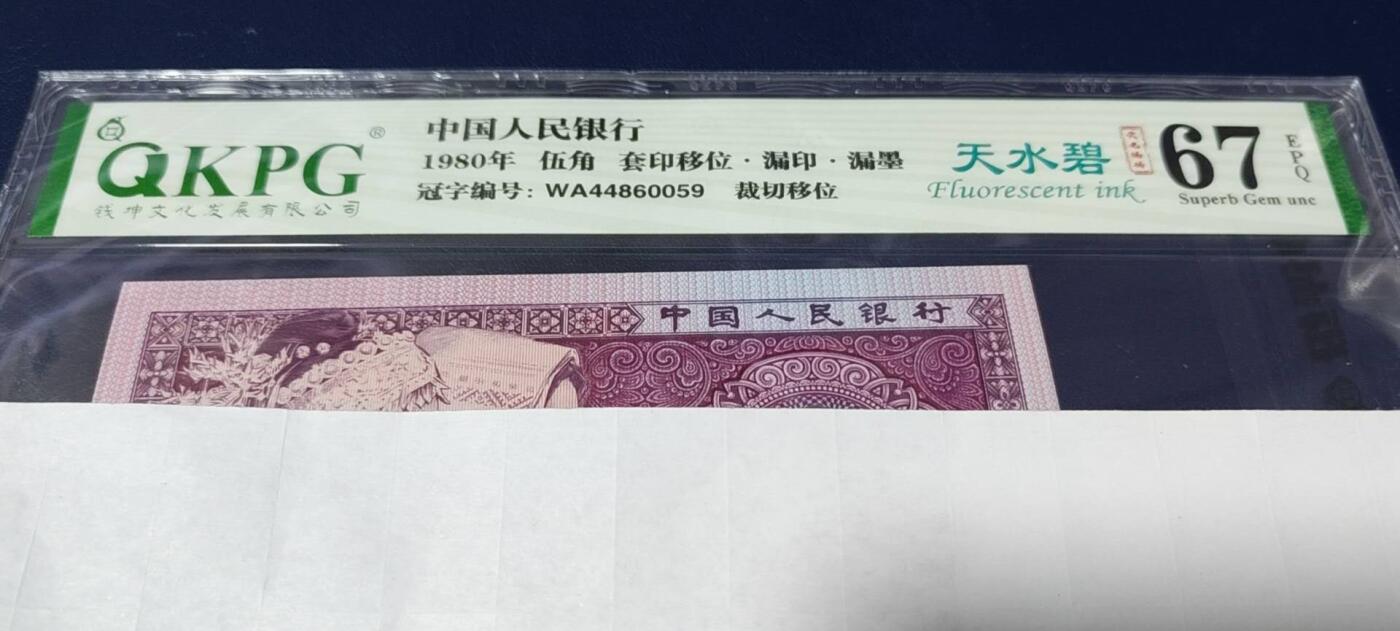 QKPG®
钱坤文化发展有限公司
中国人民银行
1980年 伍角 套印移位·漏印·漏墨
冠字编号: WA44860059 裁切移位
天水碧
Fluorescent ink
67
EPQ
Superb Gem unc
中国人民银行